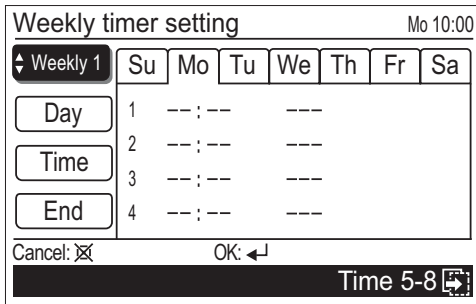 Weekly timer setting Mo 10:00
Weekly 1 Su Mo Tu We Th Fr Sa
Day 1 --:-- ---
2 --:-- ---
Time 3 --:-- ---
End 4 --:-- ---
Cancel: OK:
Time 5-8